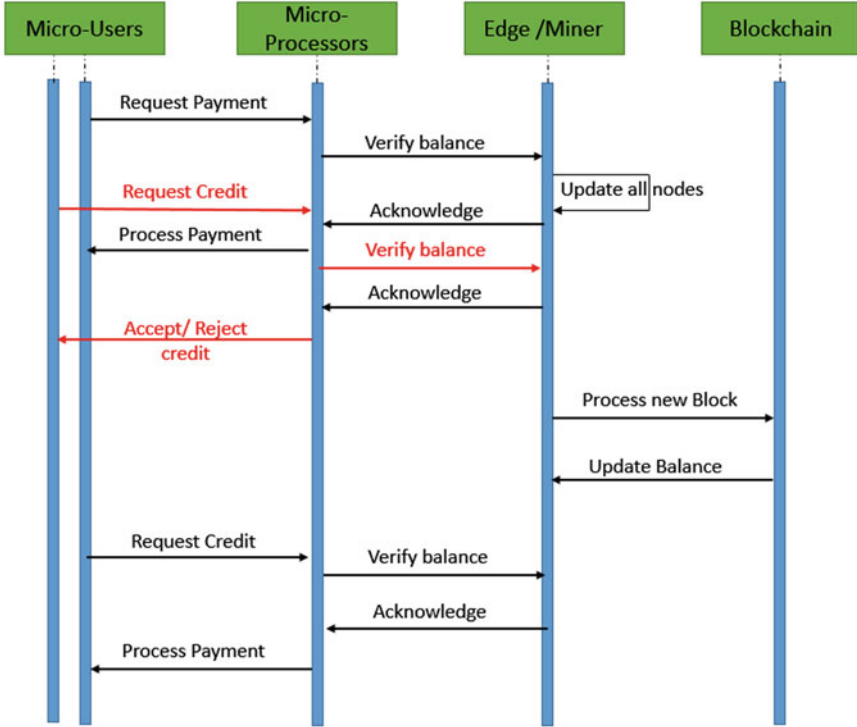 Micro-Users
Micro-
Processors
Edge /Miner
Blockchain
Request Payment
Verify balance
Request Credit
Update all nodes
Acknowledge
Process Payment
Verify balance
Acknowledge
Accept/ Reject
credit
Process new Block
Update Balance
Request Credit
Verify balance
Acknowledge
Process Payment